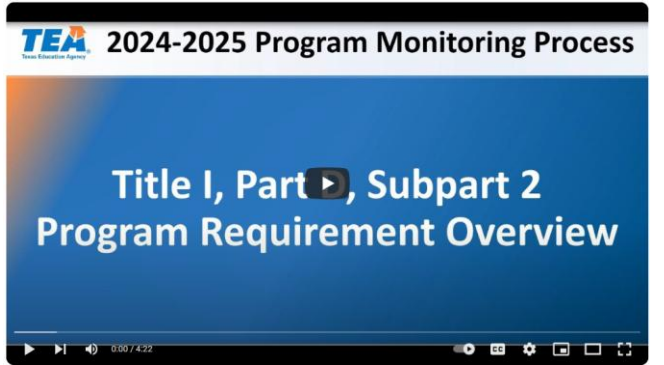 TEA 2024-2025 Program Monitoring Process
Texas Education Agency
Title I, Part D, Subpart 2
Program Requirement Overview
0:00 / 4:22
CC